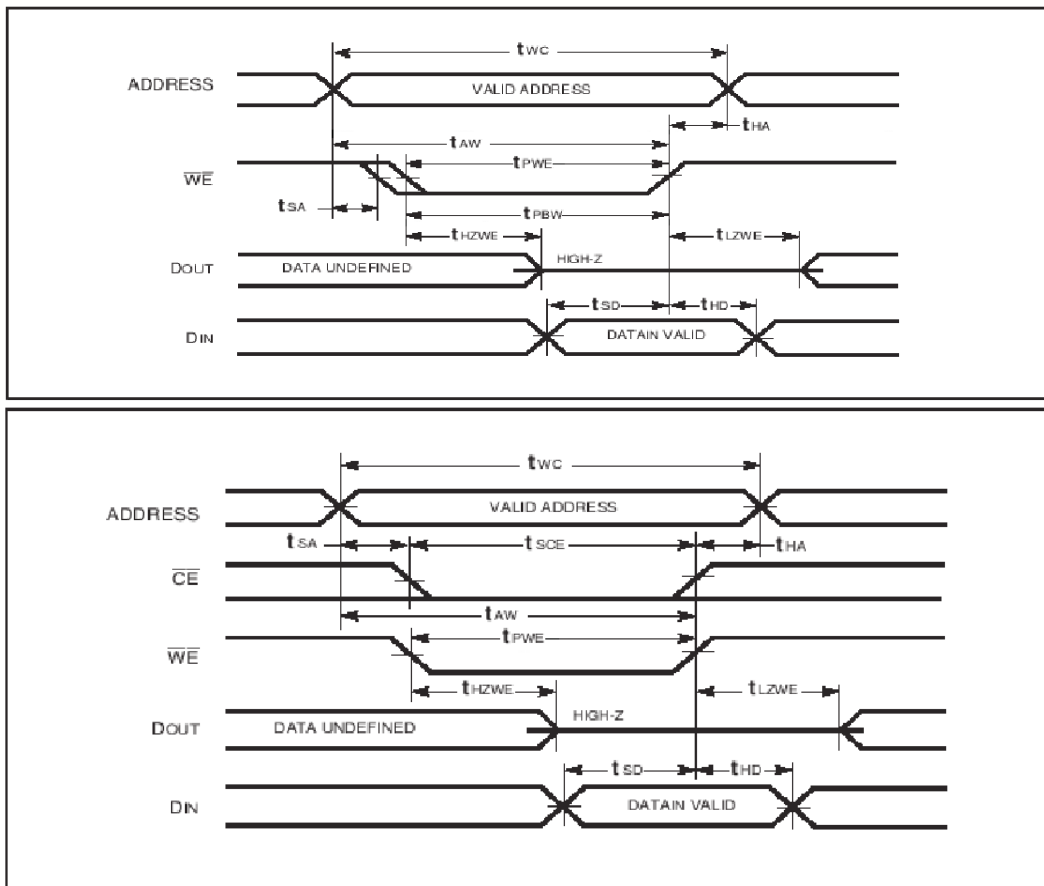 tWC
ADDRESS
VALID ADDRESS
tHA
tAW
WE
tPWE
tSA
tPBW
tHZWE
tLZWE
DOUT
DATA UNDEFINED
HIGH-Z
tSD
tHD
DIN
DATAIN VALID
tWC
ADDRESS
VALID ADDRESS
tSA
tSCE
tHA
CE
tAW
tPWE
WE
tHZWE
tLZWE
HIGH-Z
DOUT
DATA UNDEFINED
tSD
tHD
DIN
DATAIN VALID